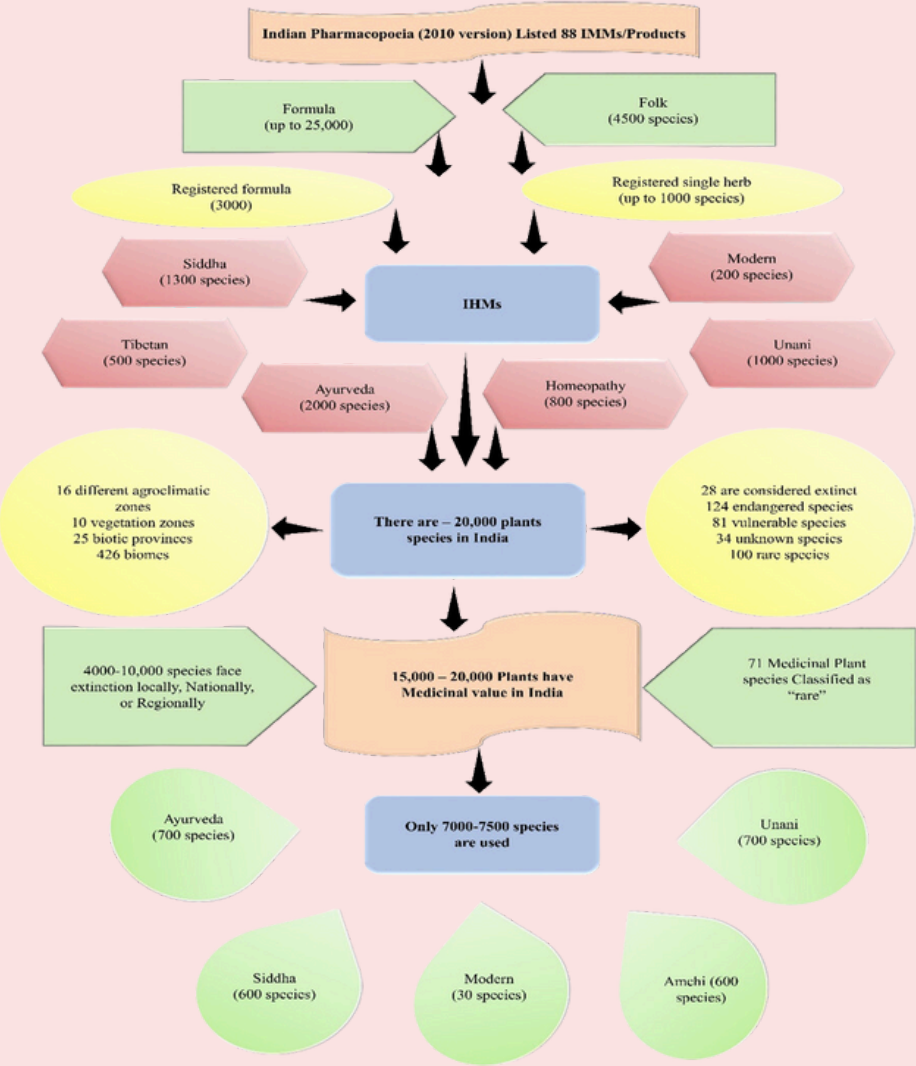 Indian Pharmacopoeia (2010 version) Listed 88 IMMs/Products
Formula
(up to 25,000)
Folk
(4500 species)
Registered formula
(3000)
Registered single herb
(up to 1000 species)
Siddha
(1300 species)
Modern
(200 species)
IHMs
Tibetan
(500 species)
Unani
(1000 species)
Ayurveda
(2000 species)
Homeopathy
(800 species)
16 different agroclimatic
zones
10 vegetation zones
25 biotic provinces
426 biomes
There are – 20,000 plants
species in India
28 are considered extinct
124 endangered species
81 vulnerable species
34 unknown species
100 rare species
4000-10,000 species face
extinction locally, Nationally,
or Regionally
15,000 – 20,000 Plants have
Medicinal value in India
71 Medicinal Plant
species Classified as
“rare”
Ayurveda
(700 species)
Only 7000-7500 species
are used
Unani
(700 species)
Siddha
(600 species)
Modern
(30 species)
Amchi (600
species)